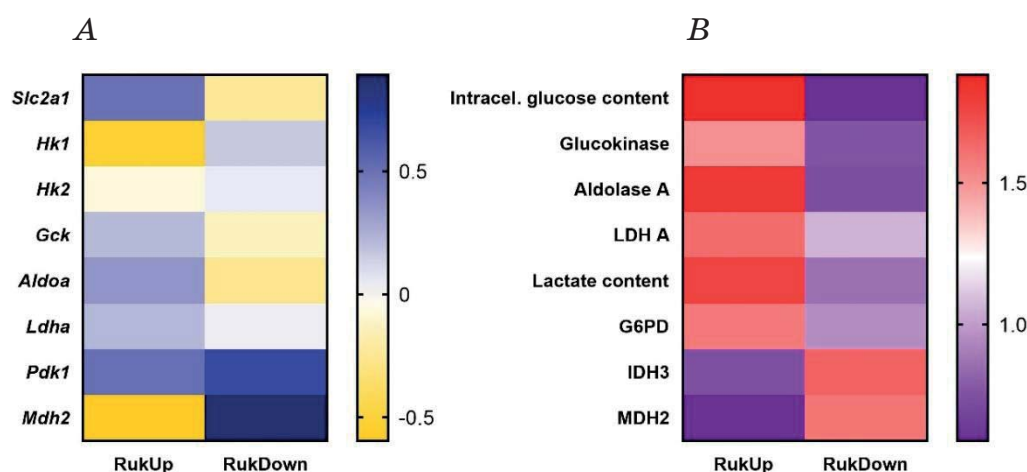 A
B
Slc2a1
Hk1
Hk2
Gck
Aldoa
Ldha
Pdk1
Mdh2
RukUp RukDown
0.5
0
-0.5
Intracel. glucose content
Glucokinase
Aldolase A
LDH A
Lactate content
G6PD
IDH3
MDH2
RukUp RukDown
1.5
1.0